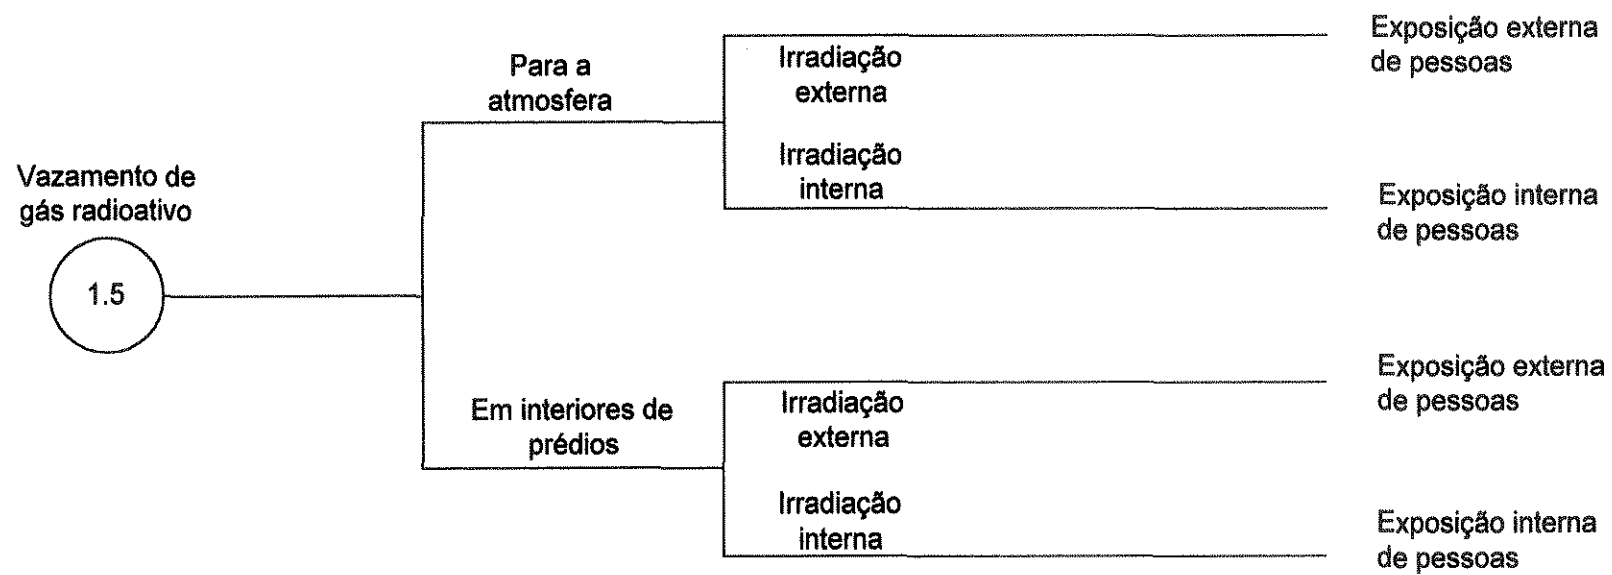 Vazamento de
gás radioativo
1.5
Para a
atmosfera
Irradiação
externa
Exposição externa
de pessoas
Irradiação
interna
Exposição interna
de pessoas
Em interiores de
prédios
Irradiação
externa
Exposição externa
de pessoas
Irradiação
interna
Exposição interna
de pessoas